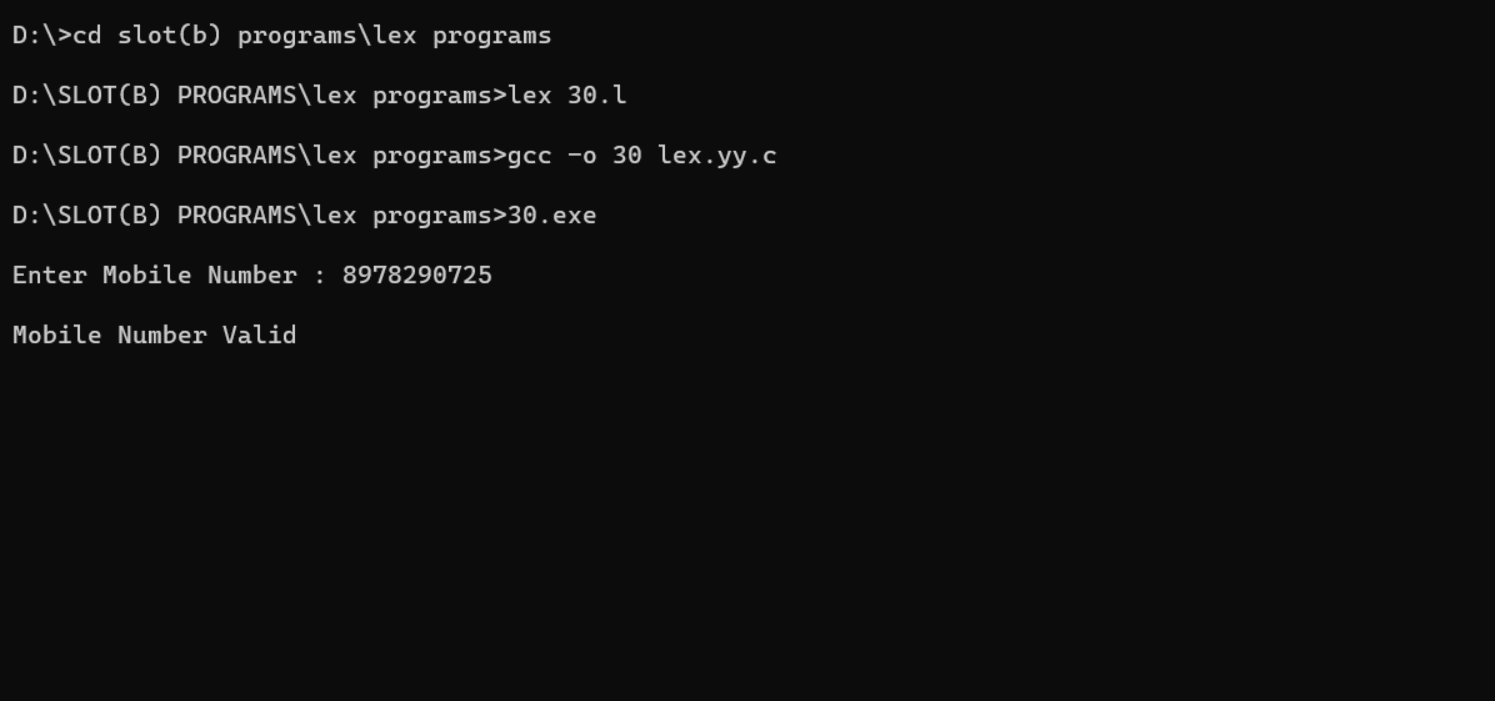 D:\>cd slot(b) programs\lex programs
D:\SLOT(B) PROGRAMS\lex programs>lex 30.l
D:\SLOT(B) PROGRAMS\lex programs>gcc -o 30 lex.yy.c
D:\SLOT(B) PROGRAMS\lex programs>30.exe
Enter Mobile Number : 8978290725
Mobile Number Valid